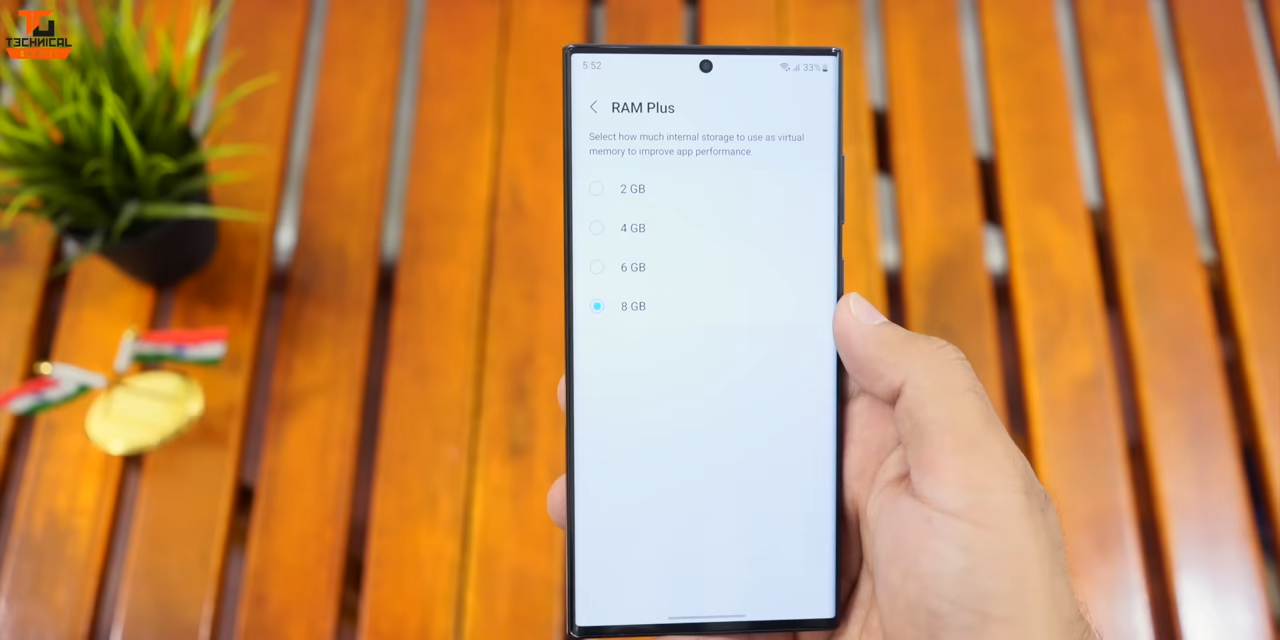 TECHNICAL
5:52
33%
RAM Plus
Select how much internal storage to use as virtual
memory to improve app performance.
2 GB
4 GB
6 GB
8 GB